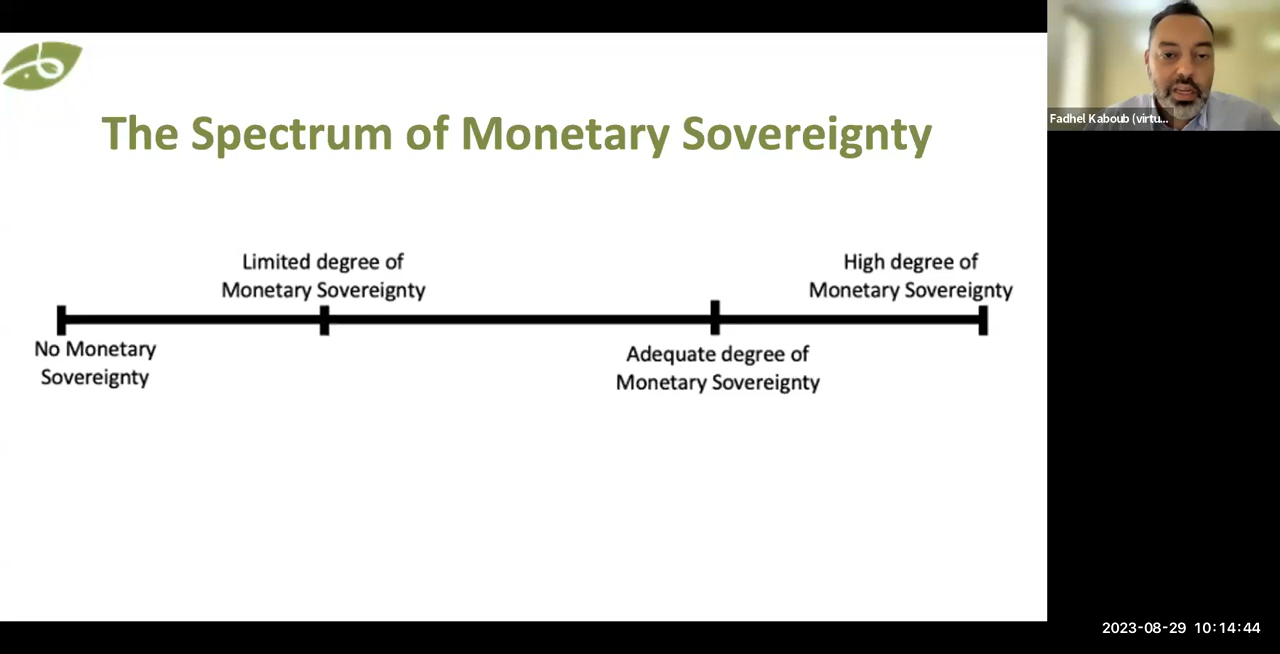 The Spectrum of Monetary Sovereignty
Limited degree of
Monetary Sovereignty
High degree of
Monetary Sovereignty
No Monetary
Sovereignty
Adequate degree of
Monetary Sovereignty
Fadhel Kaboub (virtu...
2023-08-29 10:14:44